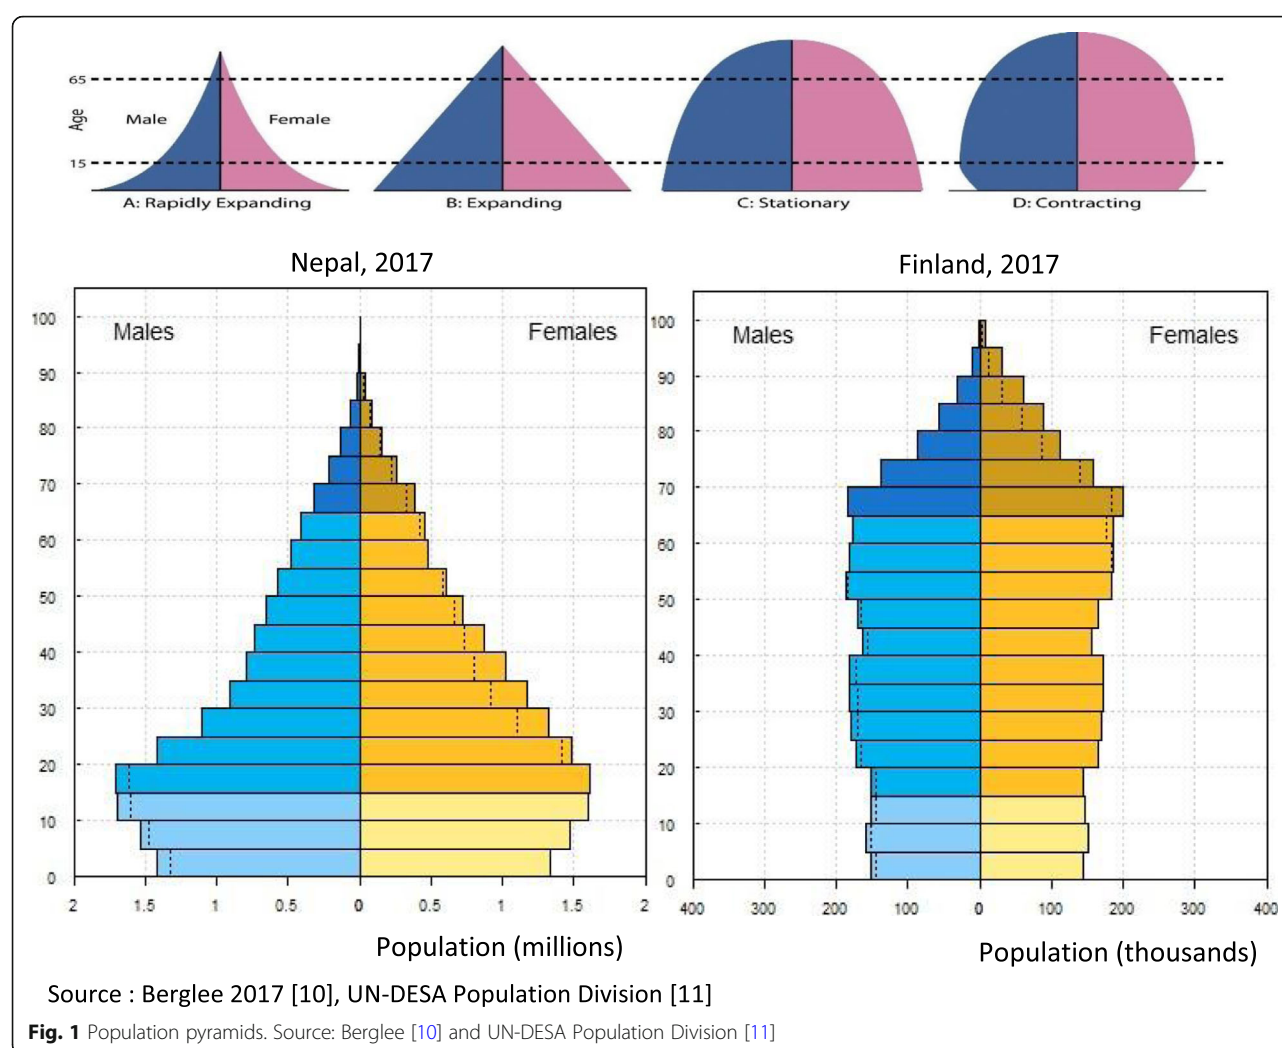 65
Age
Male
Female
15
A: Rapidly Expanding
B: Expanding
C: Stationary
D: Contracting
Nepal, 2017
Finland, 2017
100
Males
Females
90
80
70
60
50
40
30
20
10
0
2 1.5 1 0.5 0 0.5 1 1.5 2
Population (millions)
100
Males
Females
90
80
70
60
50
40
30
20
10
0
400 300 200 100 0 100 200 300 400
Population (thousands)
Source : Berglee 2017 [10], UN-DESA Population Division [11]
Fig. 1 Population pyramids. Source: Berglee [10] and UN-DESA Population Division [11]